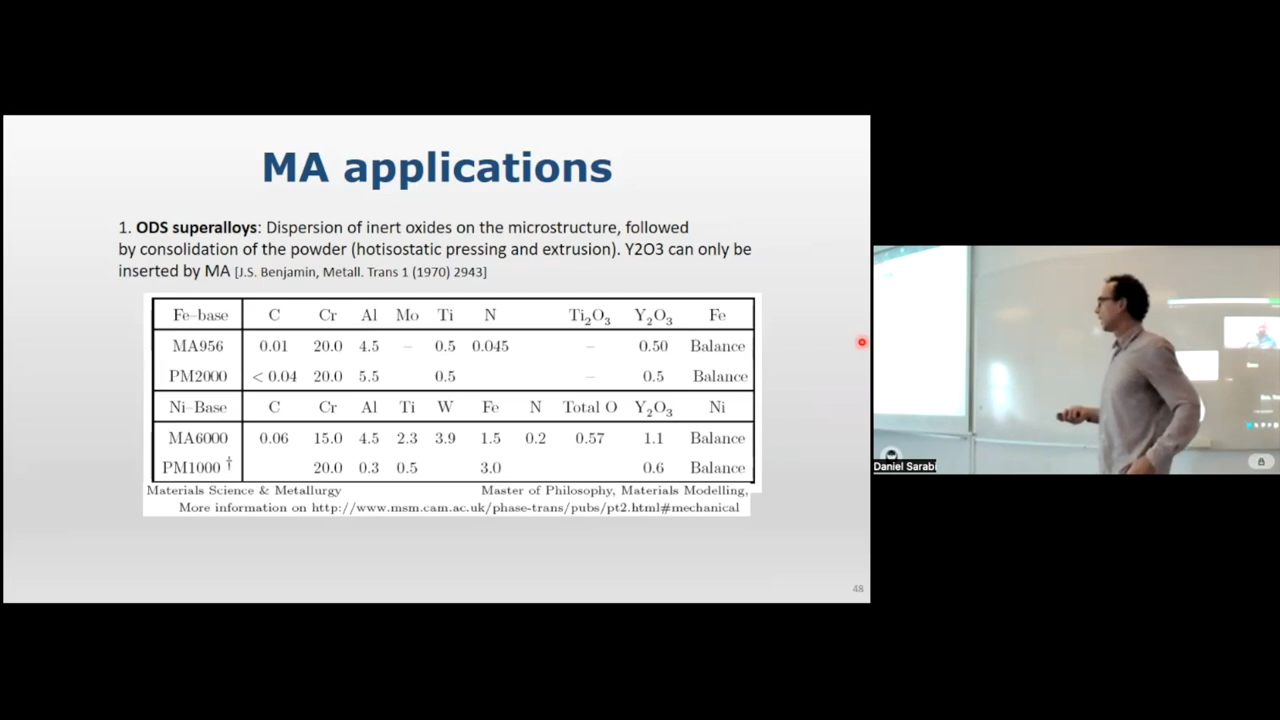 MA applications
1. ODS superalloys: Dispersion of inert oxides on the microstructure, followed
by consolidation of the powder (hotisostatic pressing and extrusion). Y2O3 can only be
inserted by MA [J.S. Benjamin, Metall. Trans 1 (1970) 2943]
Fe–base C Cr Al Mo Ti N Ti₂O₃ Y₂O₃ Fe
MA956 0.01 20.0 4.5 – 0.5 0.045 – 0.50 Balance
PM2000 < 0.04 20.0 5.5 0.5 – 0.5 Balance
Ni–Base C Cr Al Ti W Fe N Total O Y₂O₃ Ni
MA6000 0.06 15.0 4.5 2.3 3.9 1.5 0.2 0.57 1.1 Balance
PM1000 † 20.0 0.3 0.5 3.0 0.6 Balance
Materials Science & Metallurgy Master of Philosophy, Materials Modelling,
More information on http://www.msm.cam.ac.uk/phase-trans/pubs/pt2.html#mechanical
48
Daniel Sarabi